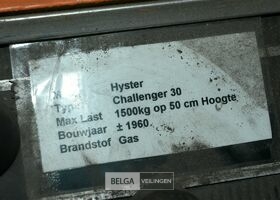 Hyster
Type Challenger 30
Max Last 1500kg op 50 cm Hoogte
Bouwjaar ± 1960
Brandstof Gas
BELGA VEILINGEN